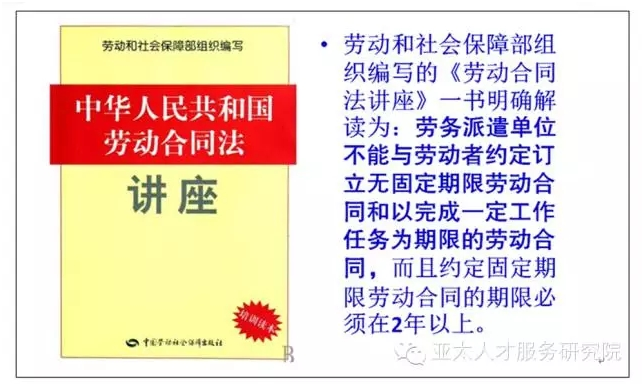 劳动和社会保障部组织编写
中华人民共和国
劳动合同法
讲座
培训读本
中国劳动社会保障出版社
B
• 劳动和社会保障部组
织编写的《劳动合同
法讲座》一书明确解
读为：劳务派遣单位
不能与劳动者约定订
立无固定期限劳动合
同和以完成一定工作
任务为期限的劳动合
同，而且约定固定期
限劳动合同的期限必
须在2年以上。
亚太人才服务研究院